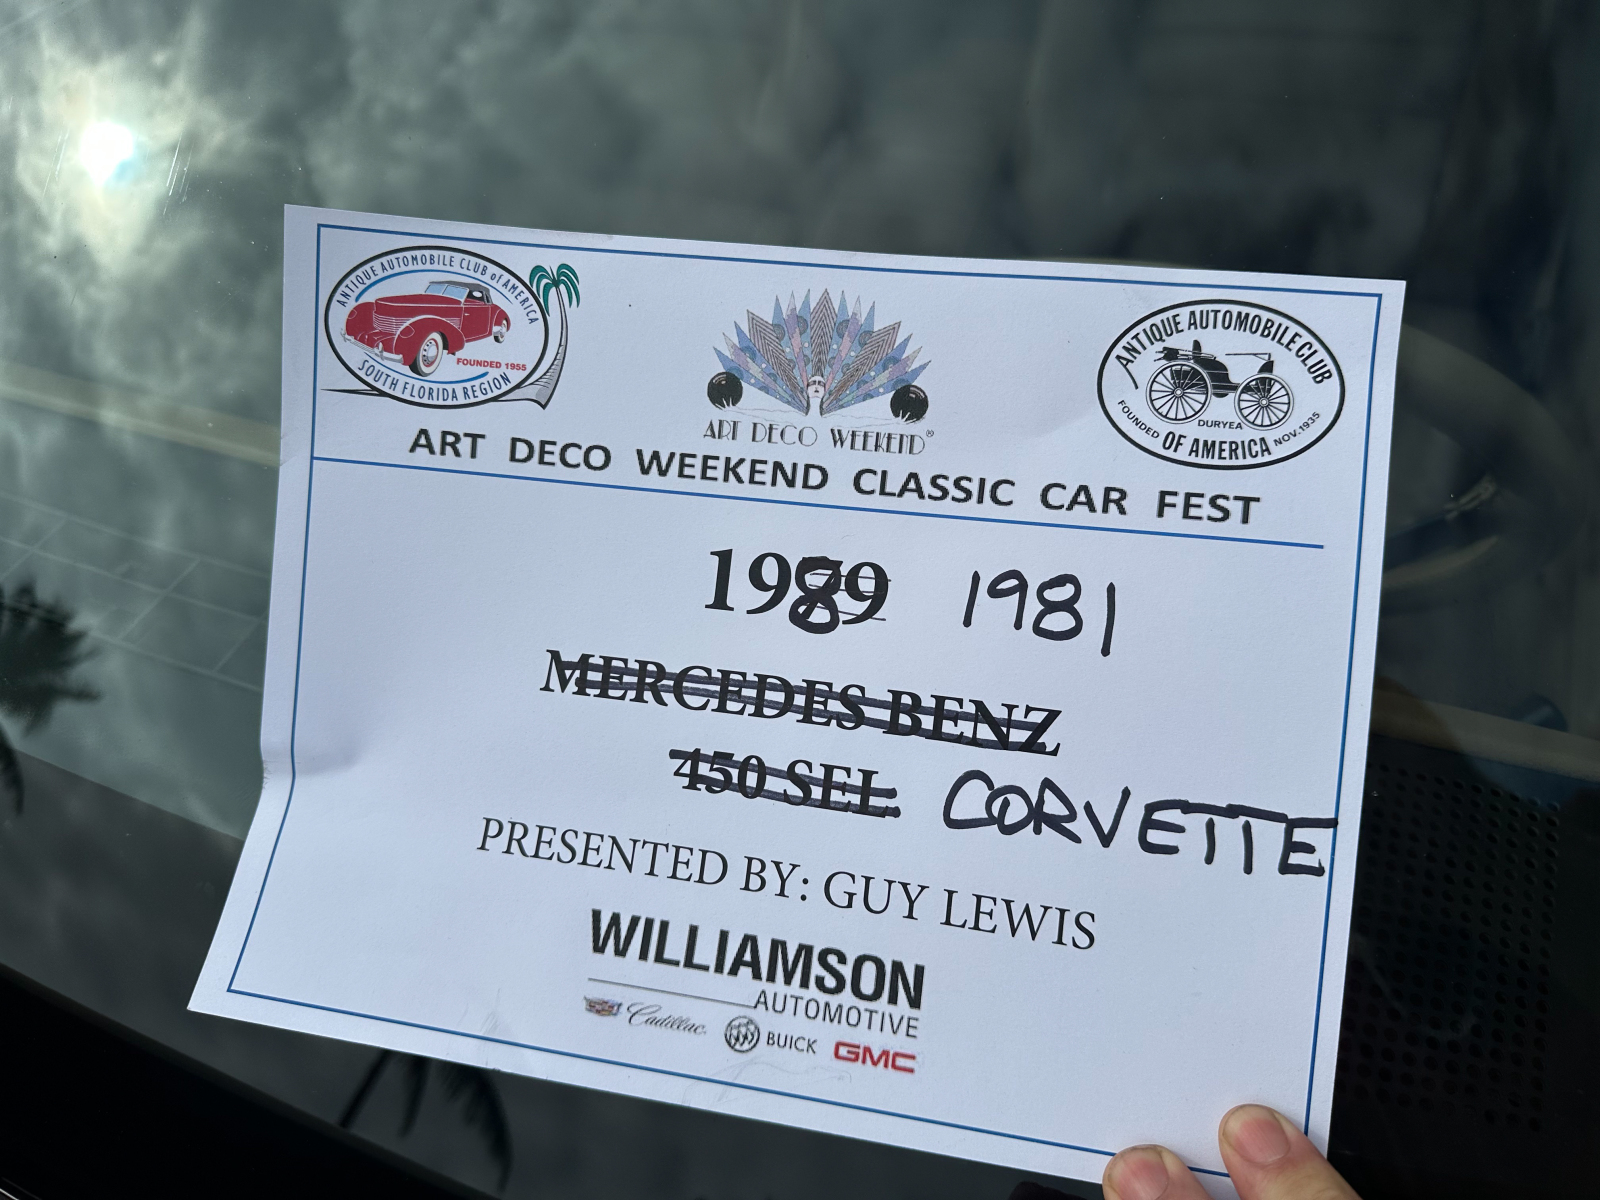 ANTIQUE AUTOMOBILE CLUB of AMERICA
FOUNDED 1955
SOUTH FLORIDA REGION
ART DECO WEEKEND®
ANTIQUE AUTOMOBILE CLUB
FOUNDED DURYEA NOV. 1935
OF AMERICA
ART DECO WEEKEND CLASSIC CAR FEST
1989 1981
MERCEDES BENZ
450 SEL CORVETTE
PRESENTED BY: GUY LEWIS
WILLIAMSON
AUTOMOTIVE
Cadillac BUICK GMC